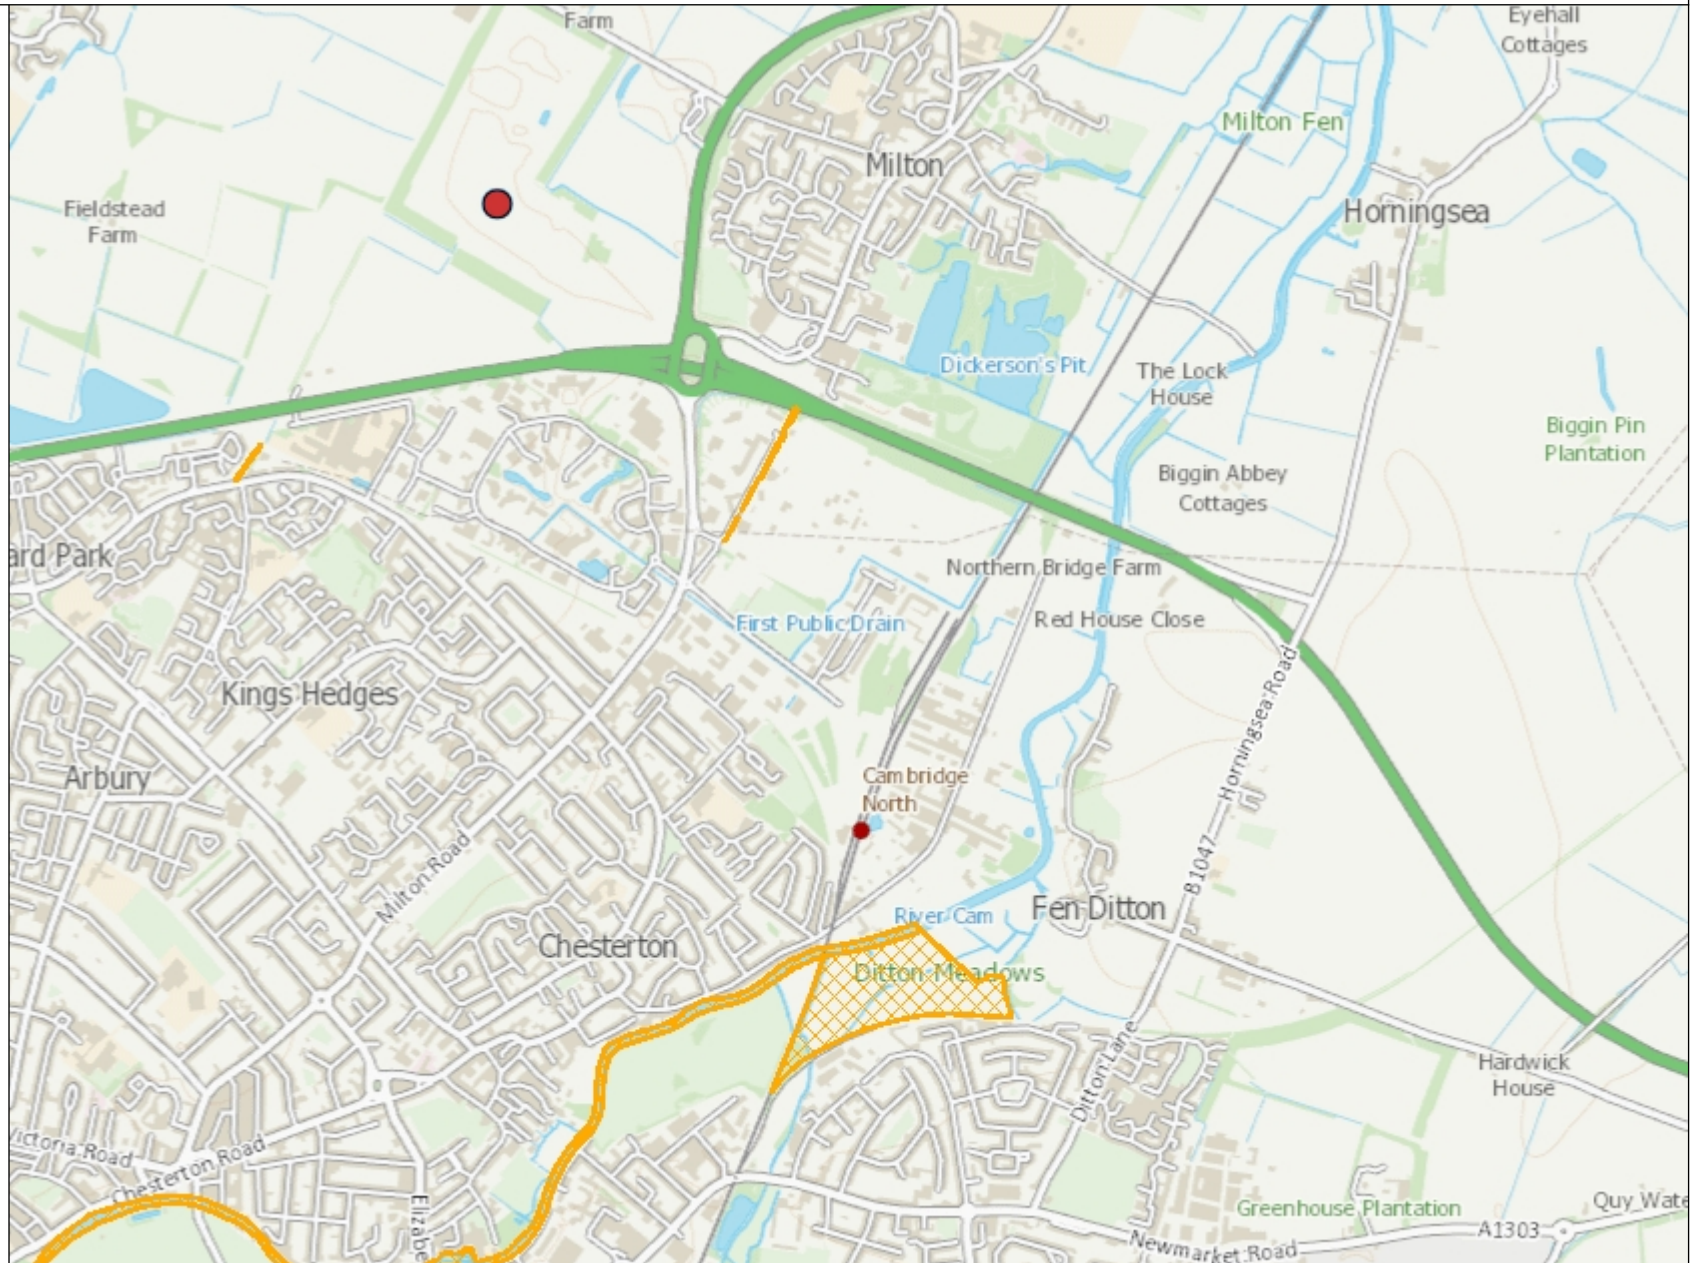 Farm
Eyehall
Cottages
Milton Fen
Milton
Fieldstead
Farm
Horningsea
Dickerson's Pit
The Lock
House
Biggin Pin
Plantation
Biggin Abbey
Cottages
ard Park
Northern Bridge Farm
First Public Drain
Red House Close
Kings Hedges
Horningsea Road
Arbury
Cambridge
North
Milton Road
B1047
River Cam
Fen Ditton
Chesterton
Ditton Meadows
Ditton Lane
Hardwick
House
Victoria Road
Chesterton Road
Elizabe
Greenhouse Plantation
Quy Wate
A1303
Newmarket Road